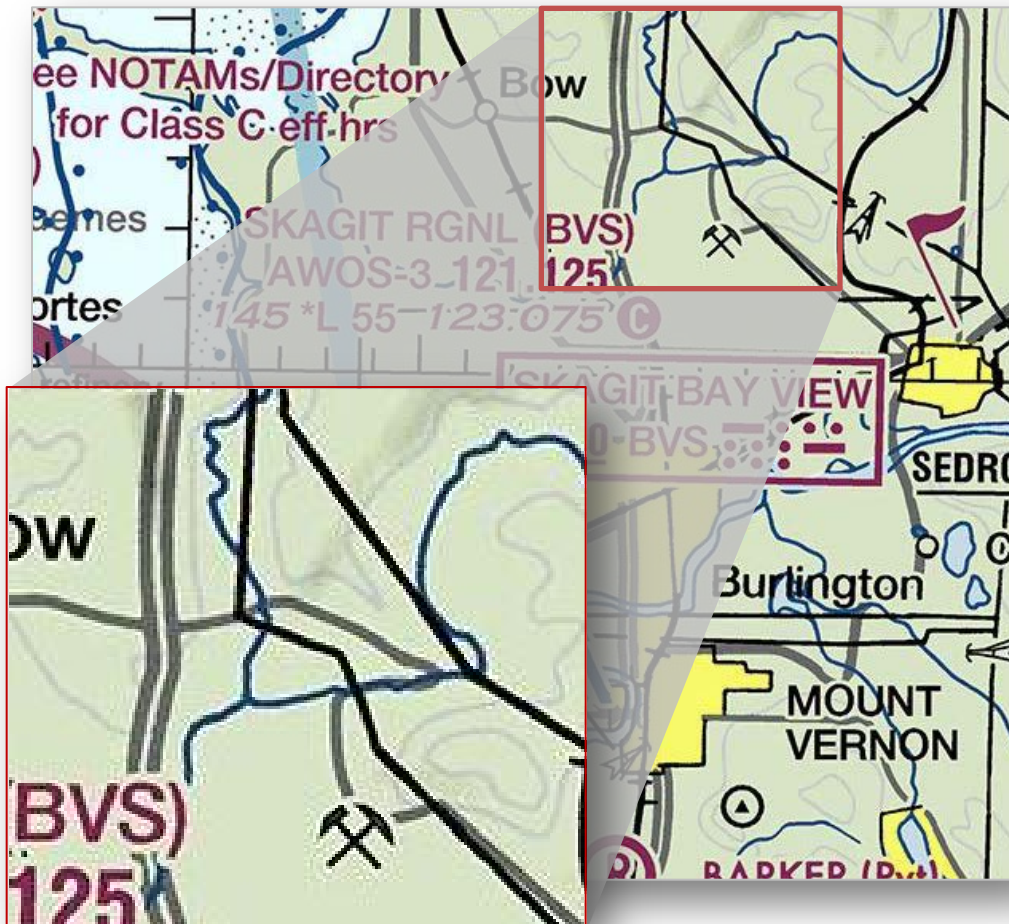 ee NOTAMs/Directory
for Class C eff hrs
Bow
SKAGIT RGNL (BVS)
AWOS-3 121.125
145 *L 55 123.075 C
ortes
refinery
SKAGIT BAY VIEW
BVS
SEDRO
Burlington
MOUNT
VERNON
BARKER (Pvt)
OW
(BVS)
125